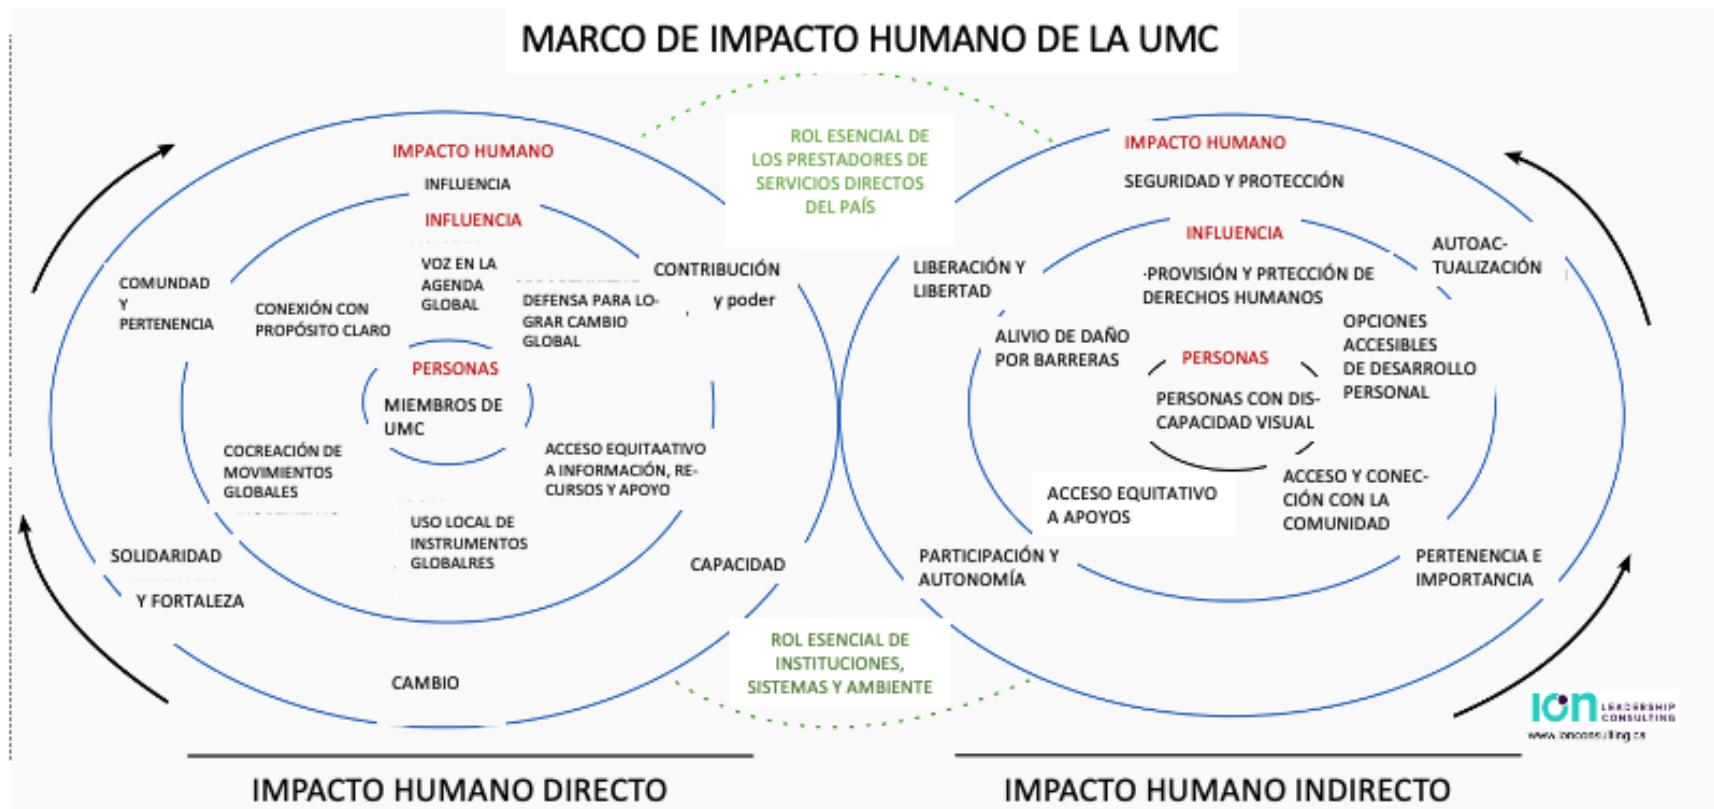 MARCO DE IMPACTO HUMANO DE LA UMC
IMPACTO HUMANO
INFLUENCIA
INFLUENCIA
VOZ EN LA
AGENDA
GLOBAL
DEFENSA PARA LO-
GRAR CAMBIO
GLOBAL
CONTRIBUCIÓN
y poder
COMUNDAD
Y
PERTENENCIA
CONEXIÓN CON
PROPÓSITO CLARO
PERSONAS
MIEMBROS DE
UMC
COCREACIÓN DE
MOVIMIENTOS
GLOBALES
ACCESO EQUITAATIVO
A INFORMACIÓN, RE-
CURSOS Y APOYO
USO LOCAL DE
INSTRUMENTOS
GLOBALRES
SOLIDARIDAD
Y FORTALEZA
CAPACIDAD
CAMBIO
IMPACTO HUMANO DIRECTO
ROL ESENCIAL DE
LOS PRESTADORES DE
SERVICIOS DIRECTOS
DEL PAÍS
ROL ESENCIAL DE
INSTITUCIONES,
SISTEMAS Y AMBIENTE
IMPACTO HUMANO
SEGURIDAD Y PROTECCIÓN
INFLUENCIA
AUTOAC-
TUALIZACIÓN
LIBERACIÓN Y
LIBERTAD
-PROVISIÓN Y PRTECCIÓN DE
DERECHOS HUMANOS
ALIVIO DE DAÑO
POR BARRERAS
OPCIONES
ACCESIBLES
DE DESARROLLO
PERSONAL
PERSONAS
PERSONAS CON DIS-
CAPACIDAD VISUAL
ACCESO EQUITATIVO
A APOYOS
ACCESO Y CONEC-
CIÓN CON LA
COMUNIDAD
PARTICIPACIÓN Y
AUTONOMÍA
PERTENENCIA E
IMPORTANCIA
IMPACTO HUMANO INDIRECTO
ion
LEADERSHIP
CONSULTING
www.ionconsulting.ca